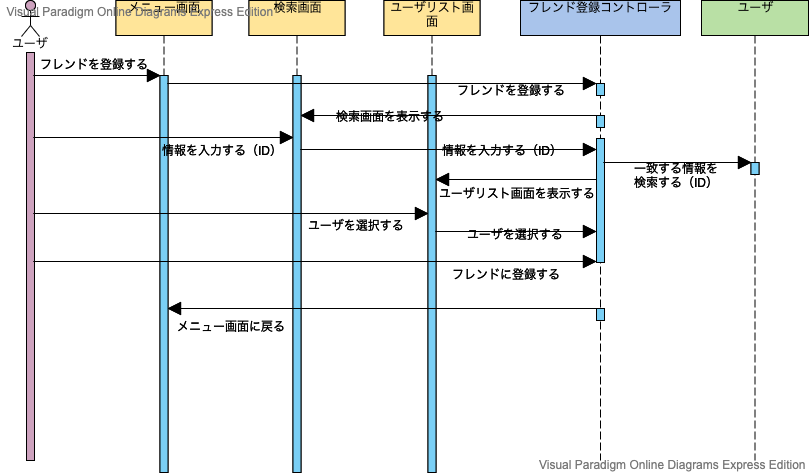 Visual Paradigm Online Diagrams Express Edition
メニュー画面
検索画面
ユーザリスト画
面
フレンド登録コントローラ
ユーザ
ユーザ
フレンドを登録する
フレンドを登録する
検索画面を表示する
情報を入力する（ID）
情報を入力する（ID）
一致する情報を
検索する（ID）
ユーザリスト画面を表示する
ユーザを選択する
ユーザを選択する
フレンドに登録する
メニュー画面に戻る
Visual Paradigm Online Diagrams Express Edition